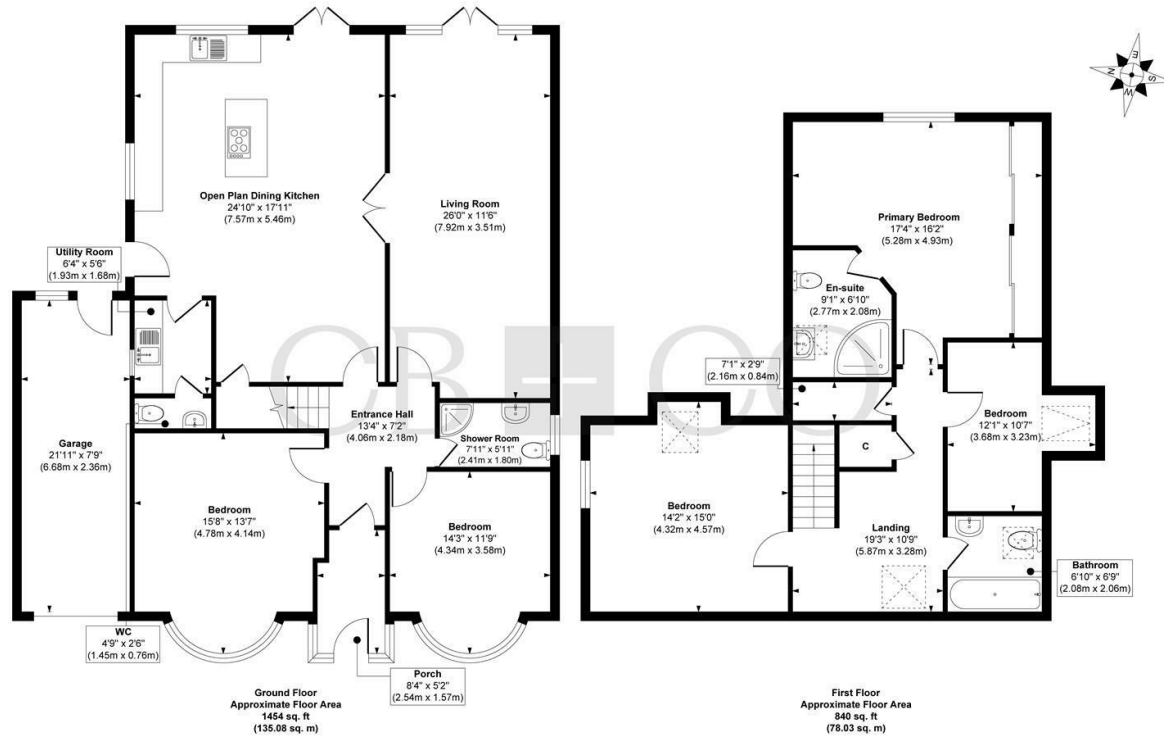 Open Plan Dining Kitchen
24'10" x 17'11"
(7.57m x 5.46m)
Living Room
26'0" x 11'6"
(7.92m x 3.51m)
Utility Room
6'4" x 5'6"
(1.93m x 1.68m)
Entrance Hall
13'4" x 7'2"
(4.06m x 2.18m)
Shower Room
7'11" x 5'11"
(2.41m x 1.80m)
Garage
21'11" x 7'9"
(6.68m x 2.36m)
Bedroom
15'8" x 13'7"
(4.78m x 4.14m)
Bedroom
14'3" x 11'9"
(4.34m x 3.58m)
WC
4'9" x 2'6"
(1.45m x 0.76m)
Porch
8'4" x 5'2"
(2.54m x 1.57m)
Ground Floor
Approximate Floor Area
1454 sq. ft
(135.08 sq. m)
N
E
S
W
Primary Bedroom
17'4" x 16'2"
(5.28m x 4.93m)
En-suite
9'1" x 6'10"
(2.77m x 2.08m)
7'1" x 2'9"
(2.16m x 0.84m)
C
Bedroom
12'1" x 10'7"
(3.68m x 3.23m)
Bedroom
14'2" x 15'0"
(4.32m x 4.57m)
Landing
19'3" x 10'9"
(5.87m x 3.28m)
Bathroom
6'10" x 6'9"
(2.08m x 2.06m)
First Floor
Approximate Floor Area
840 sq. ft
(78.03 sq. m)
CB + CO